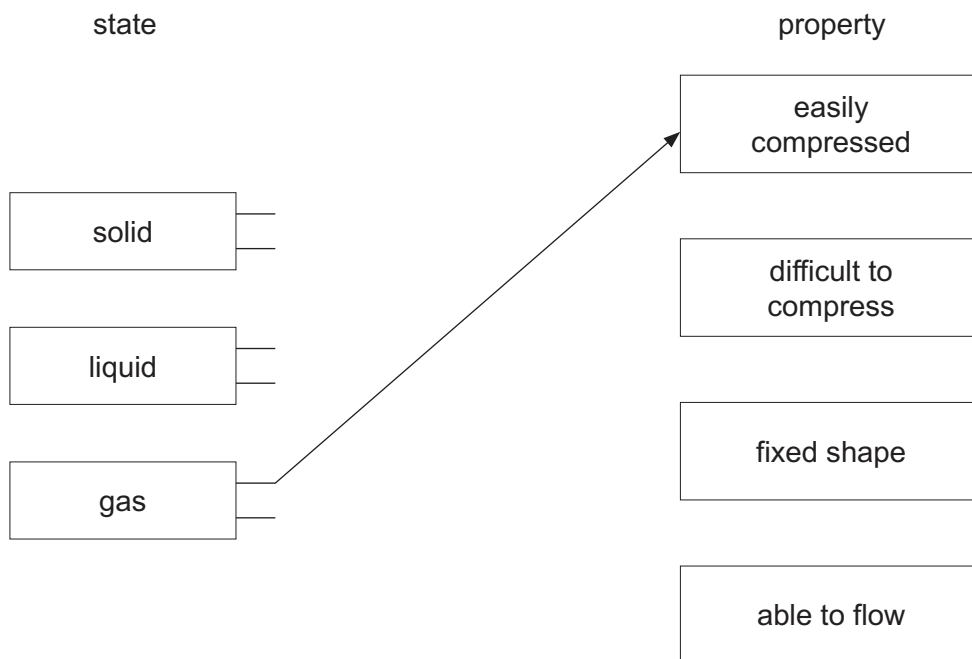 state
property
easily
compressed
solid
difficult to
compress
liquid
fixed shape
gas
able to flow